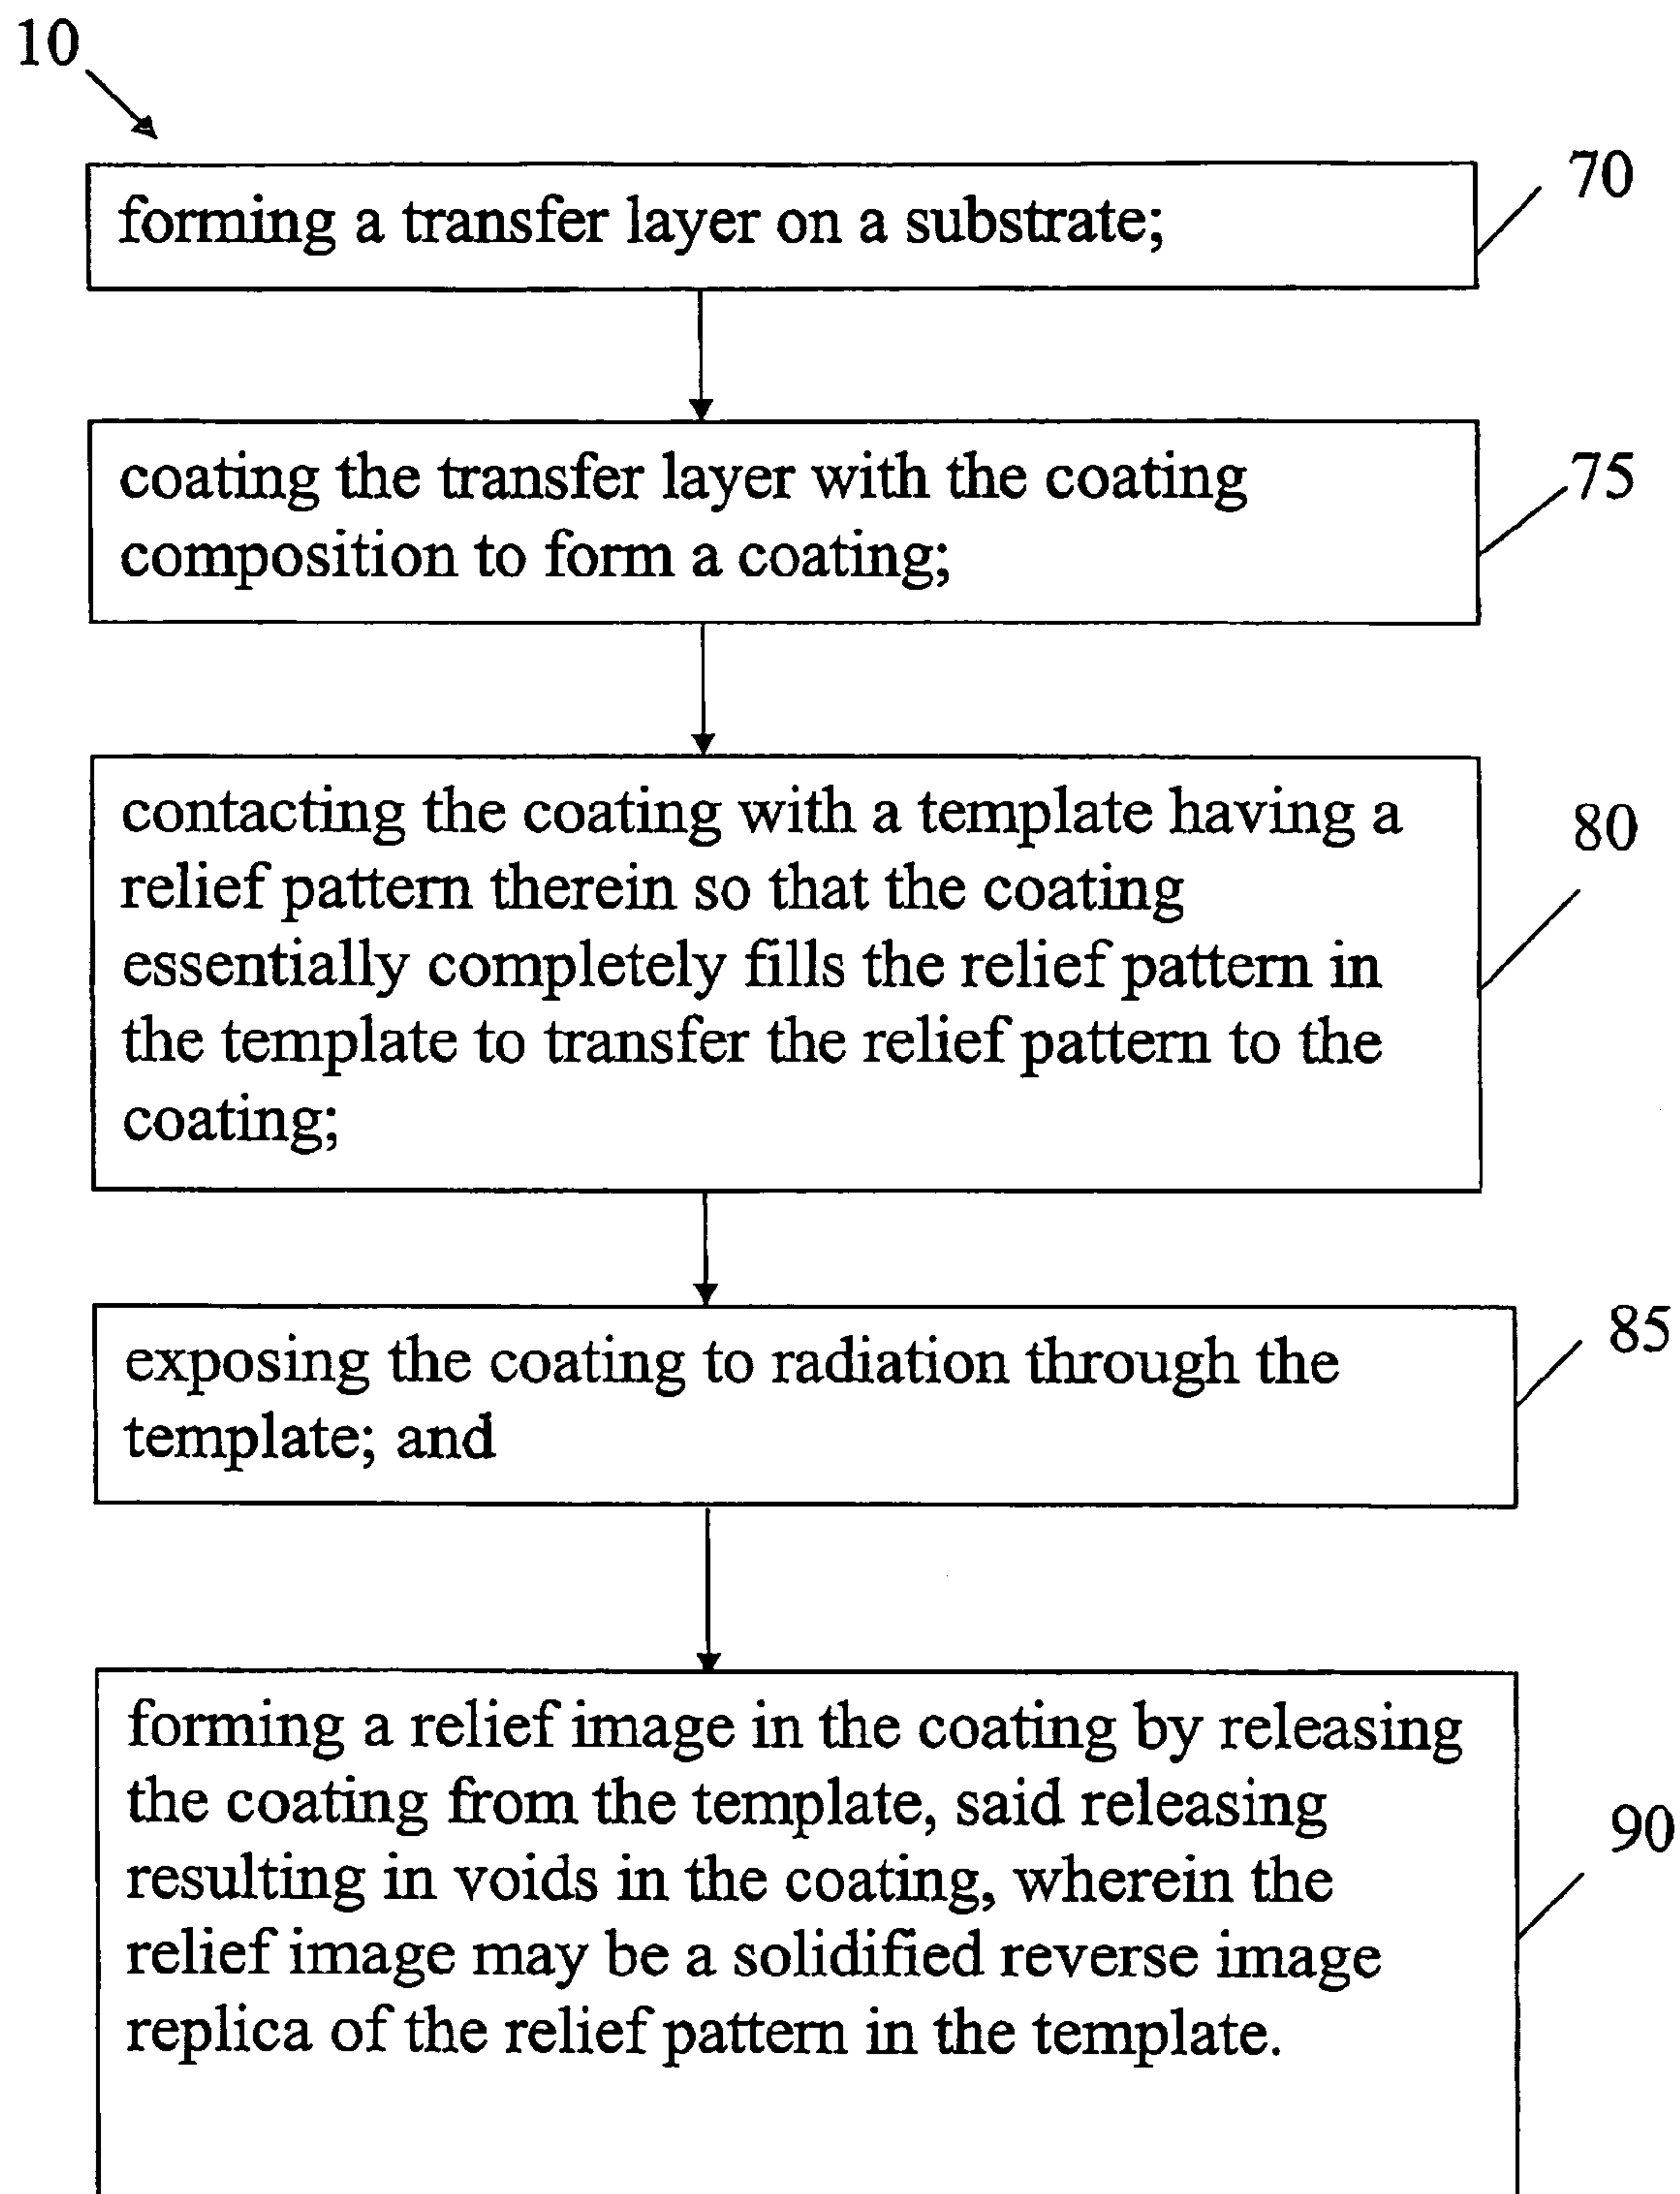 10
70
forming a transfer layer on a substrate;
75
coating the transfer layer with the coating
composition to form a coating;
80
contacting the coating with a template having a
relief pattern therein so that the coating
essentially completely fills the relief pattern in
the template to transfer the relief pattern to the
coating;
85
exposing the coating to radiation through the
template; and
90
forming a relief image in the coating by releasing
the coating from the template, said releasing
resulting in voids in the coating, wherein the
relief image may be a solidified reverse image
replica of the relief pattern in the template.